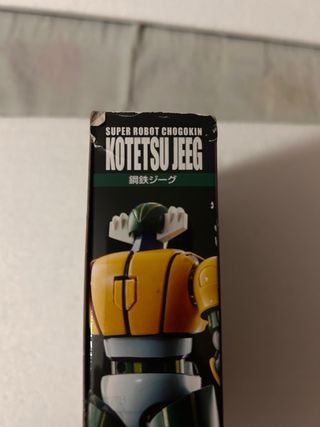 SUPER ROBOT CHOGOKIN
KOTETSU JEEG
鋼鉄ジーグ